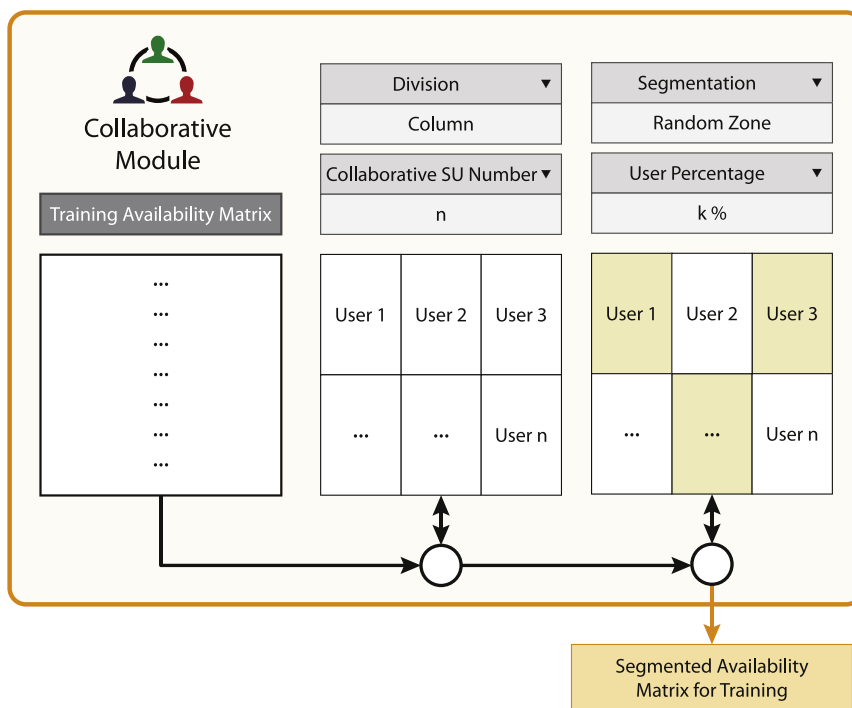 Collaborative
Module
Training Availability Matrix
...
...
...
...
...
...
...
Division ▼
Column
Collaborative SU Number ▼
n
User 1 User 2 User 3
... ... User n
Segmentation ▼
Random Zone
User Percentage ▼
k %
User 1 User 2 User 3
... ... User n
Segmented Availability
Matrix for Training